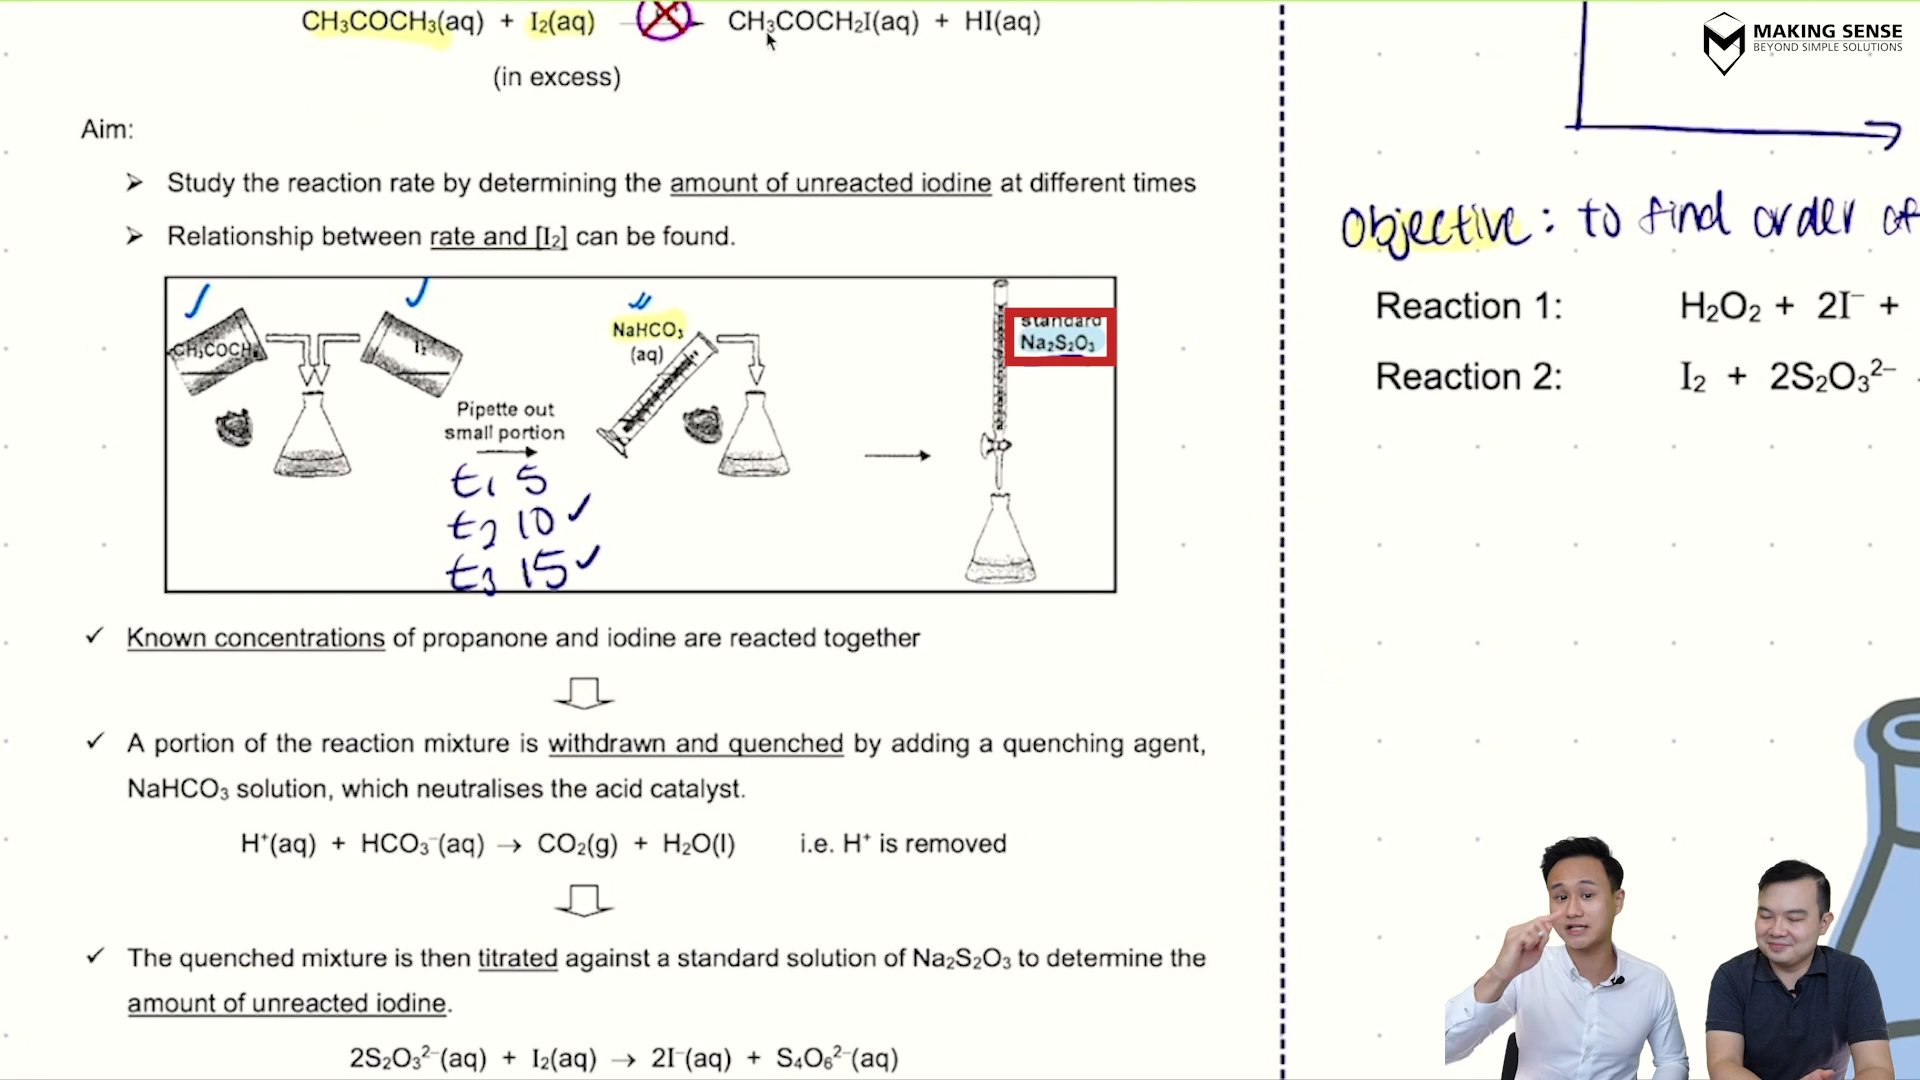 CH₃COCH₃(aq) + I₂(aq) CH₃COCH₂I(aq) + HI(aq)
(in excess)
Aim:
➢ Study the reaction rate by determining the amount of unreacted iodine at different times
➢ Relationship between rate and [I₂] can be found.
CH₃COCH₃
I₂
Pipette out
small portion
t₁ 5
t₂ 10 ✓
t₃ 15 ✓
NaHCO₃
(aq)
standard
Na₂S₂O₃
✓ Known concentrations of propanone and iodine are reacted together
✓ A portion of the reaction mixture is withdrawn and quenched by adding a quenching agent,
NaHCO₃ solution, which neutralises the acid catalyst.
H⁺(aq) + HCO₃⁻(aq) → CO₂(g) + H₂O(l) i.e. H⁺ is removed
✓ The quenched mixture is then titrated against a standard solution of Na₂S₂O₃ to determine the
amount of unreacted iodine.
2S₂O₃²⁻(aq) + I₂(aq) → 2I⁻(aq) + S₄O₆²⁻(aq)
MAKING SENSE
BEYOND SIMPLE SOLUTIONS
Objective: to find order of
Reaction 1: H₂O₂ + 2I⁻ +
Reaction 2: I₂ + 2S₂O₃²⁻